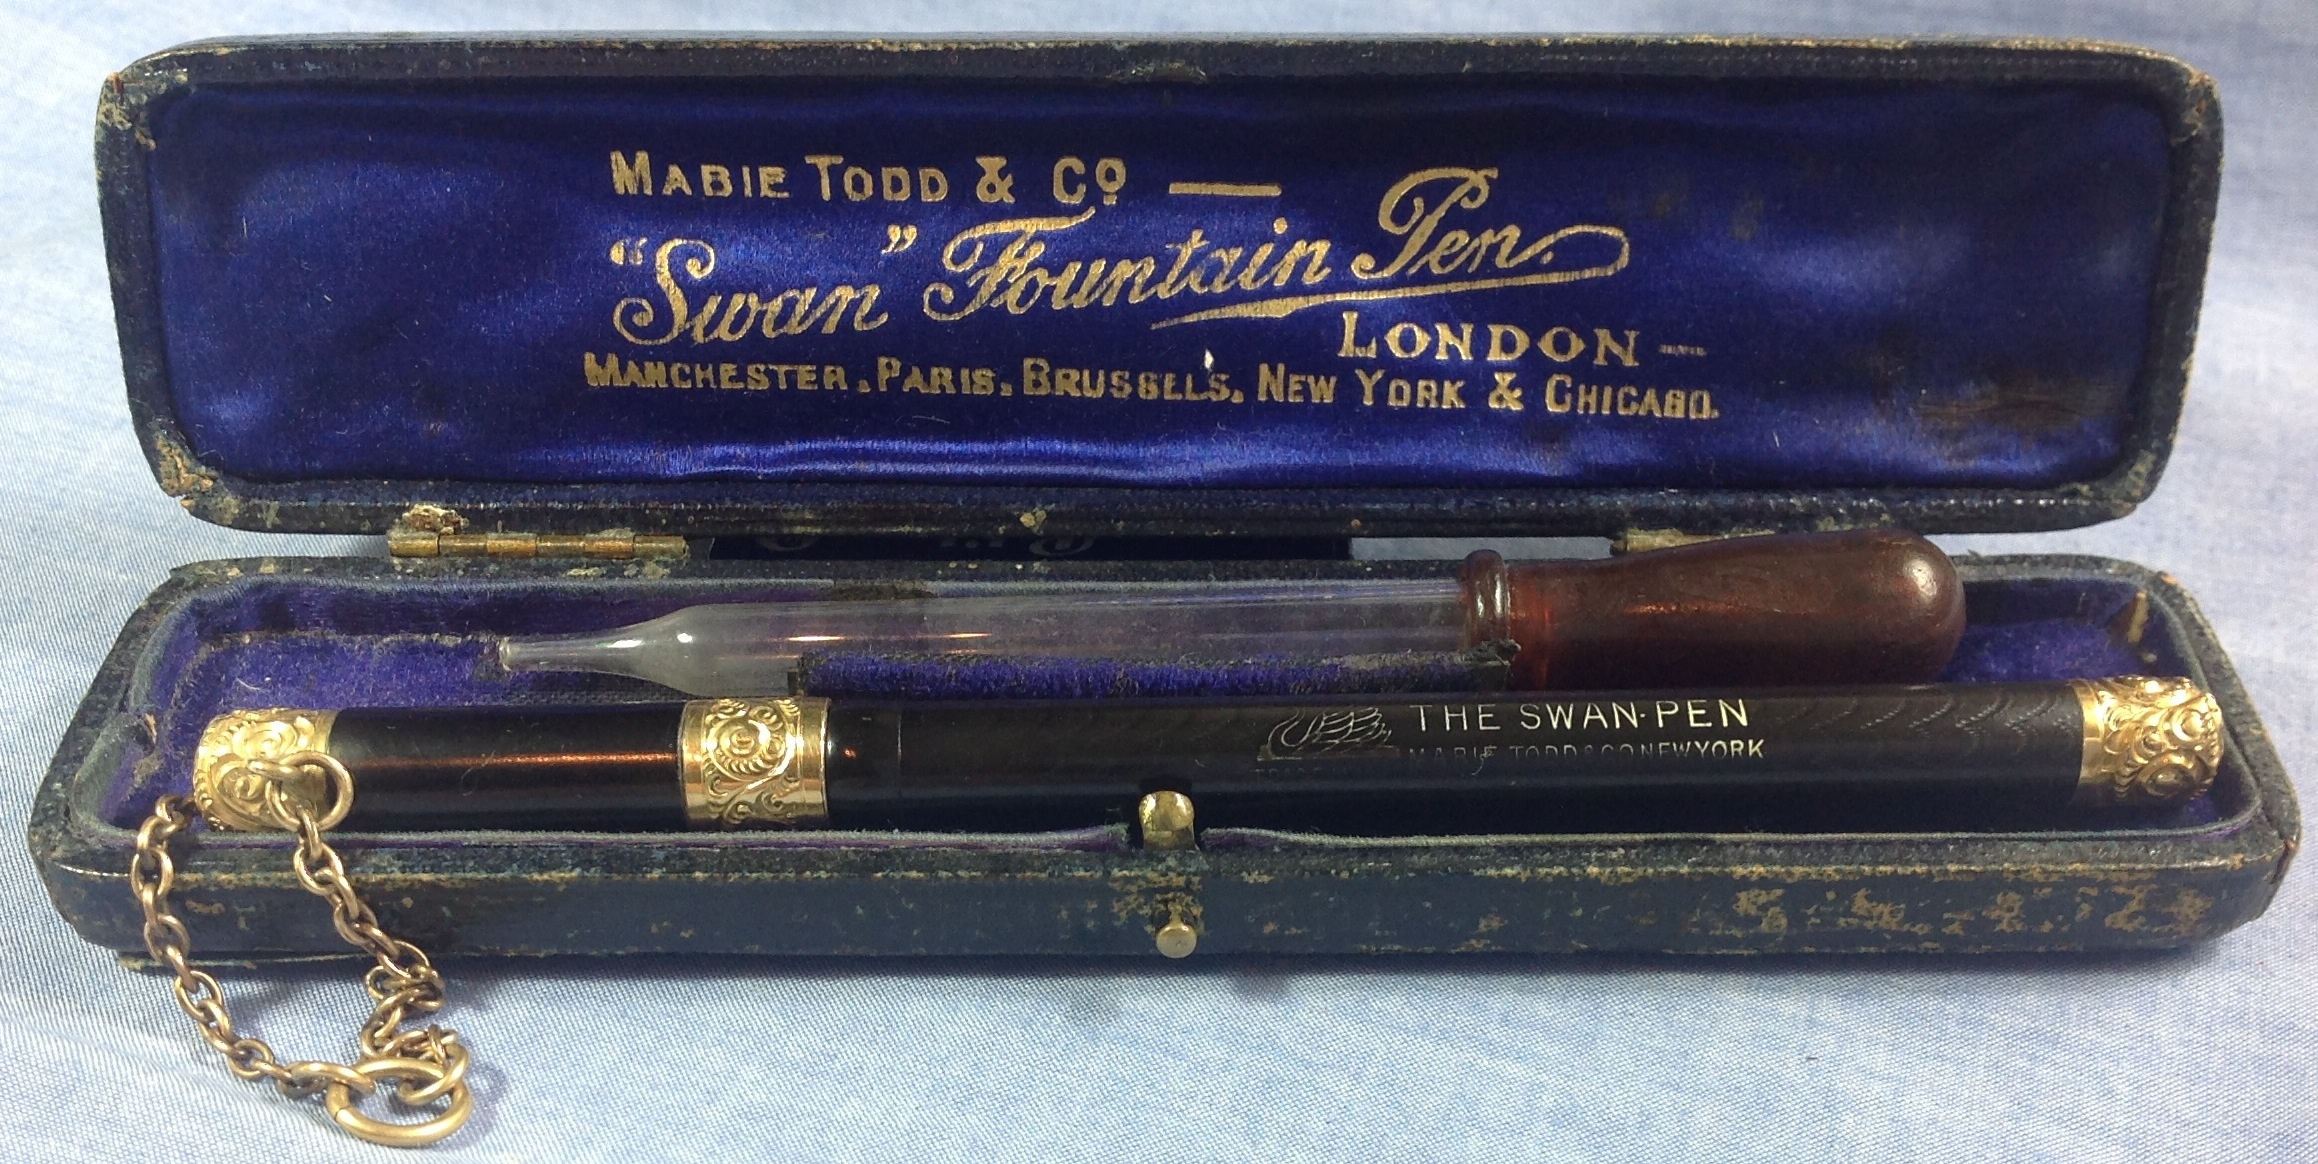 MABIE TODD & Cº —
"Swan" Fountain Pen.
LONDON —
MANCHESTER, PARIS, BRUSSELS, NEW YORK & CHICAGO.
THE SWAN-PEN
MABIE TODD & CO NEW YORK